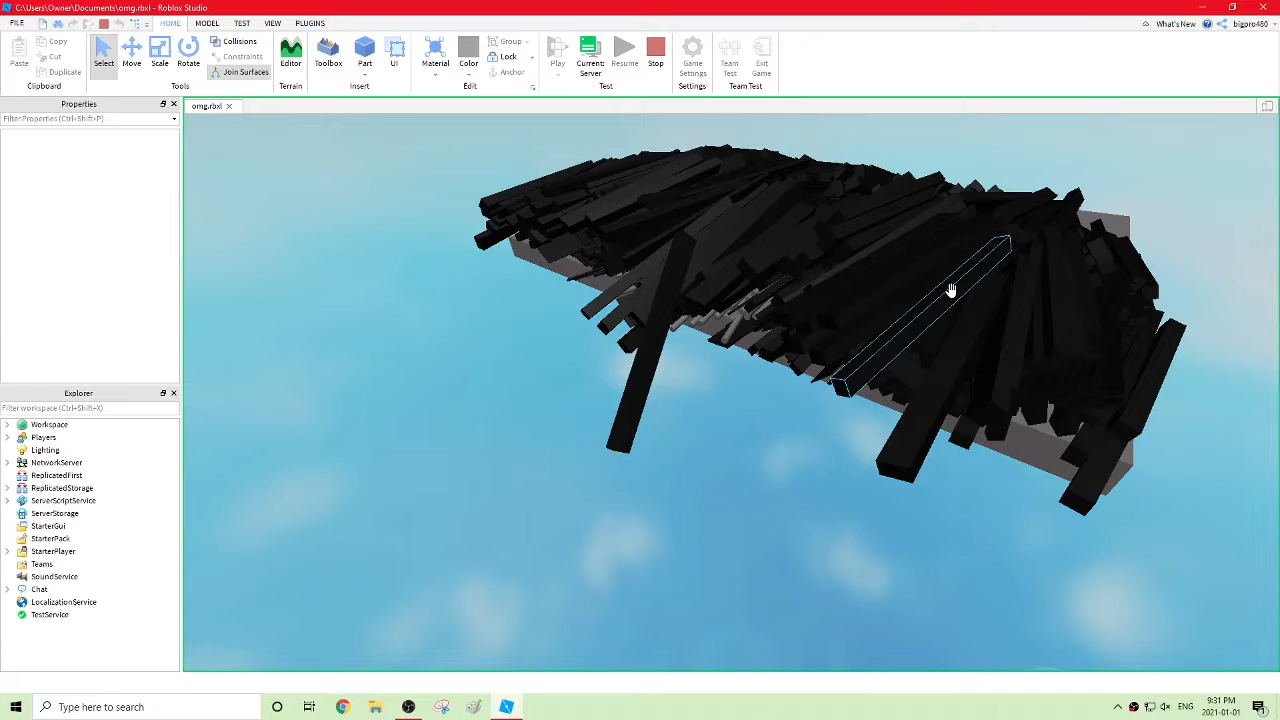 C:\Users\Owner\Documents\omg.rbxl - Roblox Studio
FILE
HOME
MODEL
TEST
VIEW
PLUGINS
What's New
bigpro480
Paste
Copy
Cut
Duplicate
Clipboard
Select
Move
Scale
Rotate
Collisions
Constraints
Join Surfaces
Tools
Editor
Terrain
Toolbox
Part
UI
Insert
Material
Color
Group
Lock
Anchor
Edit
Play
Current: Server
Resume
Stop
Test
Game Settings
Settings
Team Test
Exit Game
Team Test
Properties
Filter Properties (Ctrl+Shift+P)
omg.rbxl
Explorer
Filter workspace (Ctrl+Shift+X)
Workspace
Players
Lighting
NetworkServer
ReplicatedFirst
ReplicatedStorage
ServerScriptService
ServerStorage
StarterGui
StarterPack
StarterPlayer
Teams
SoundService
Chat
LocalizationService
TestService
Type here to search
ENG
9:31 PM
2021-01-01
1